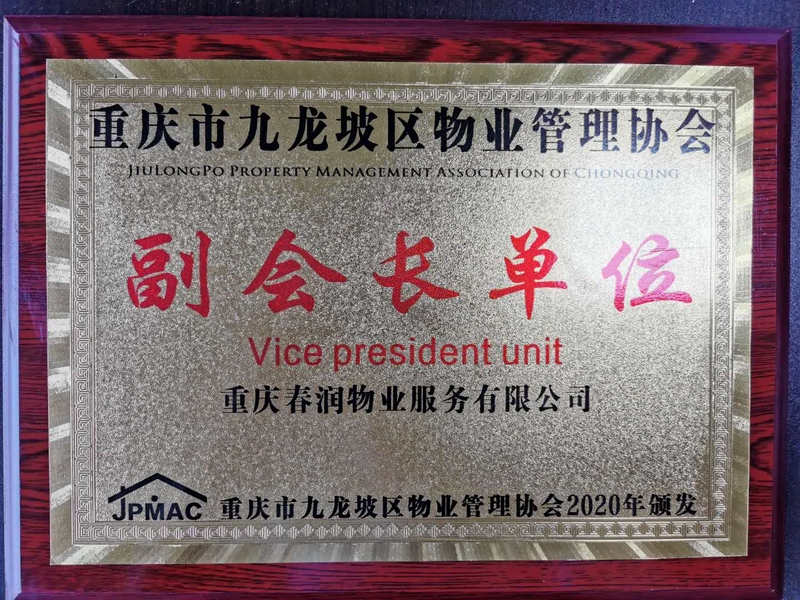 重庆市九龙坡区物业管理协会
JIULONGPO PROPERTY MANAGEMENT ASSOCIATION OF CHONGQING
副会长单位
Vice president unit
重庆春润物业服务有限公司
JPMAC 重庆市九龙坡区物业管理协会2020年颁发